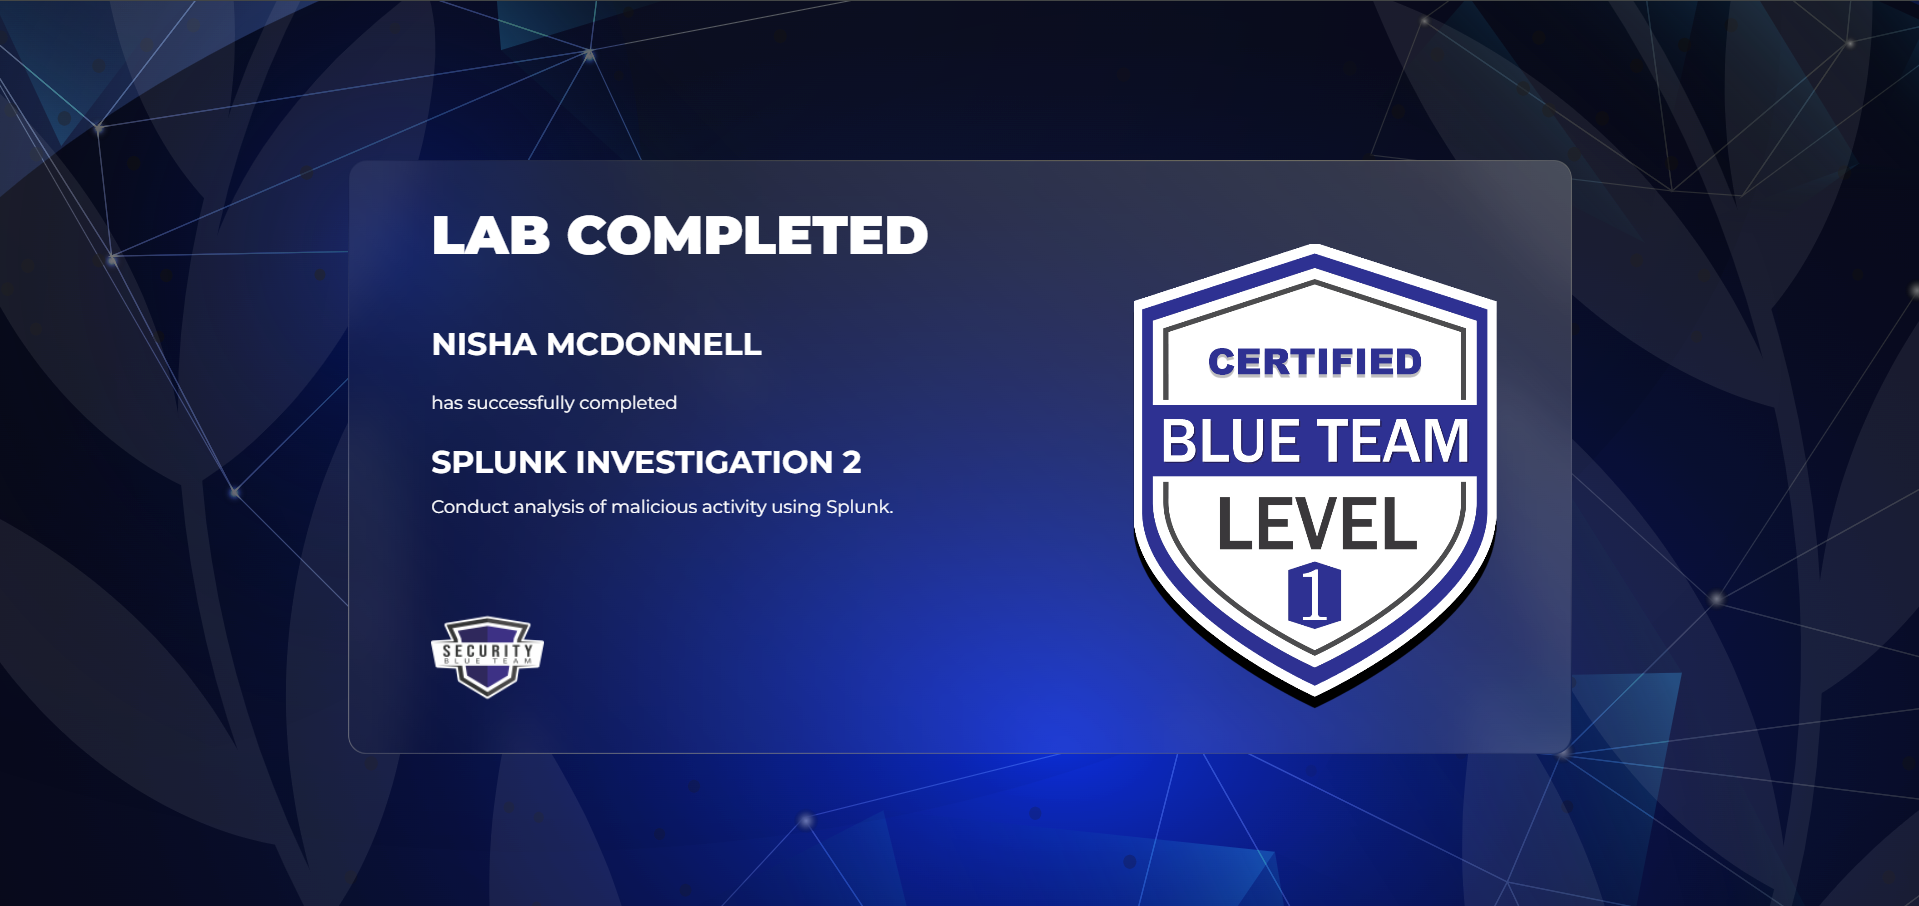 LAB COMPLETED
NISHA MCDONNELL
has successfully completed
SPLUNK INVESTIGATION 2
Conduct analysis of malicious activity using Splunk.
SECURITY
BLUE TEAM
CERTIFIED
BLUE TEAM
LEVEL
1